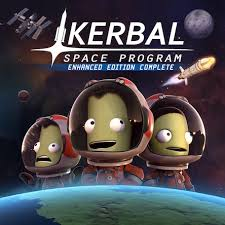 KERBAL
SPACE PROGRAM
ENHANCED EDITION COMPLETE